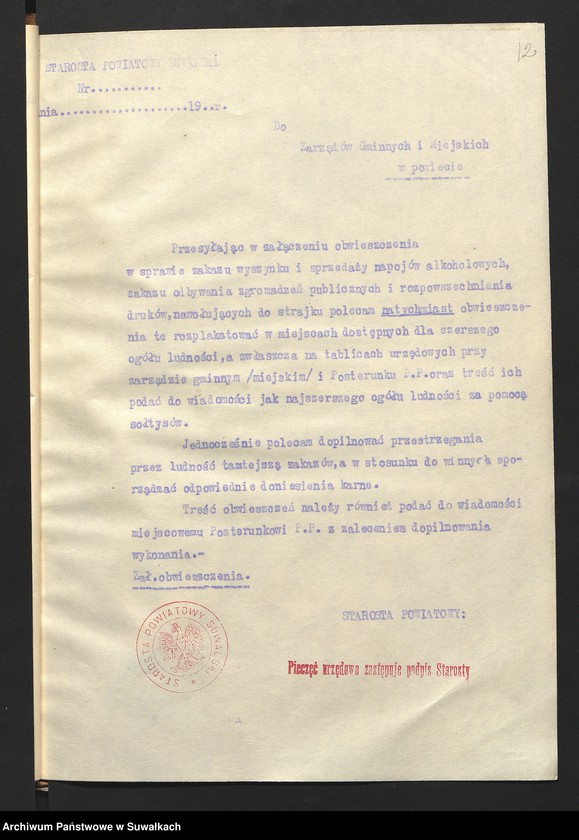 12
STAROSTA POWIATOWY SUWALSKI
Nr...........
nia....................19..r.
Do
Zarządów Gminnych i Miejskich
w powiecie
Przesyłając w załączeniu obwieszczenia
w sprawie zakazu wyszynku i sprzedaży napojów alkoholowych,
zakazu odbywania zgromadzeń publicznych i rozpowszechniania
druków,nawołujących do strajku polecam natychmiast obwieszcze-
nia te rozplakatować w miejscach dostępnych dla szerszego
ogółu ludności,a zwłaszcza na tablicach urzędowych przy
zarządzie gminnym /miejskim/ i Posterunku P.P.oraz treść ich
podać do wiadomości jak najszerszego ogółu ludności za pomocą
sołtysów.
Jednocześnie polecam dopilnować przestrzegania
przez ludność tamtejszą zakazów,a w stosunku do winnych spo-
rządzać odpowiednie doniesienia karne.
Treść obwieszczeń należy również podać do wiadomości
miejscowemu Posterunkowi P.P. z zaleceniem dopilnowania
wykonania.-
Zał.obwieszczenia.
STAROSTA POWIATOWY:
STAROSTA POWIATOWY SUWALSKI
Pieczęć urzędowa zastępuje podpis Starosty
Archiwum Państwowe w Suwałkach